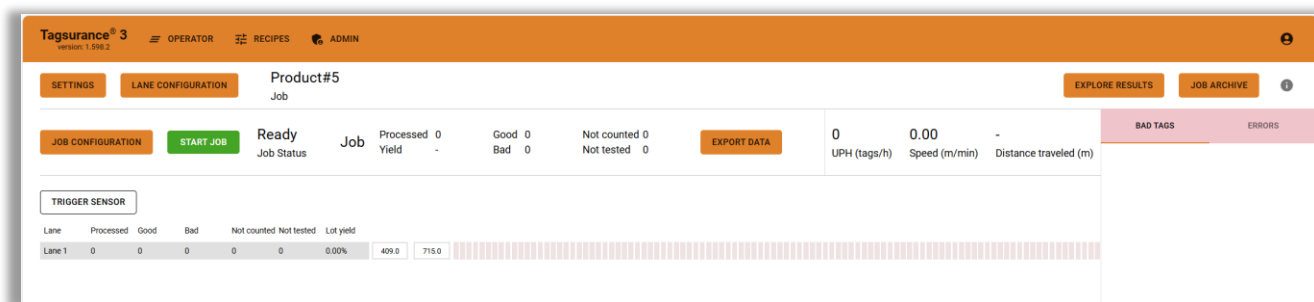 Tagsurance® 3
version: 1.598.2
OPERATOR
RECIPES
ADMIN
SETTINGS
LANE CONFIGURATION
Product#5
Job
EXPLORE RESULTS
JOB ARCHIVE
JOB CONFIGURATION
START JOB
Ready
Job Status
Job
Processed 0
Yield -
Good 0
Bad 0
Not counted 0
Not tested 0
EXPORT DATA
0
UPH (tags/h)
0.00
Speed (m/min)
-
Distance traveled (m)
BAD TAGS
ERRORS
TRIGGER SENSOR
Lane Processed Good Bad Not counted Not tested Lot yield
Lane 1 0 0 0 0 0 0.00% 409.0 715.0